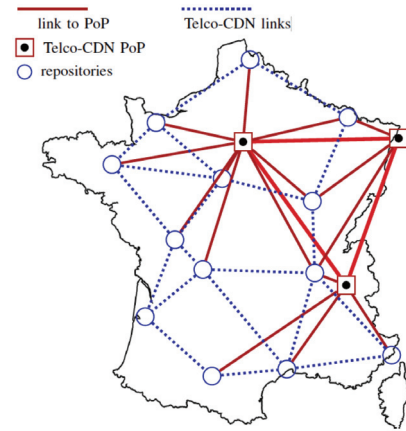 link to PoP
Telco-CDN links
Telco-CDN PoP
repositories